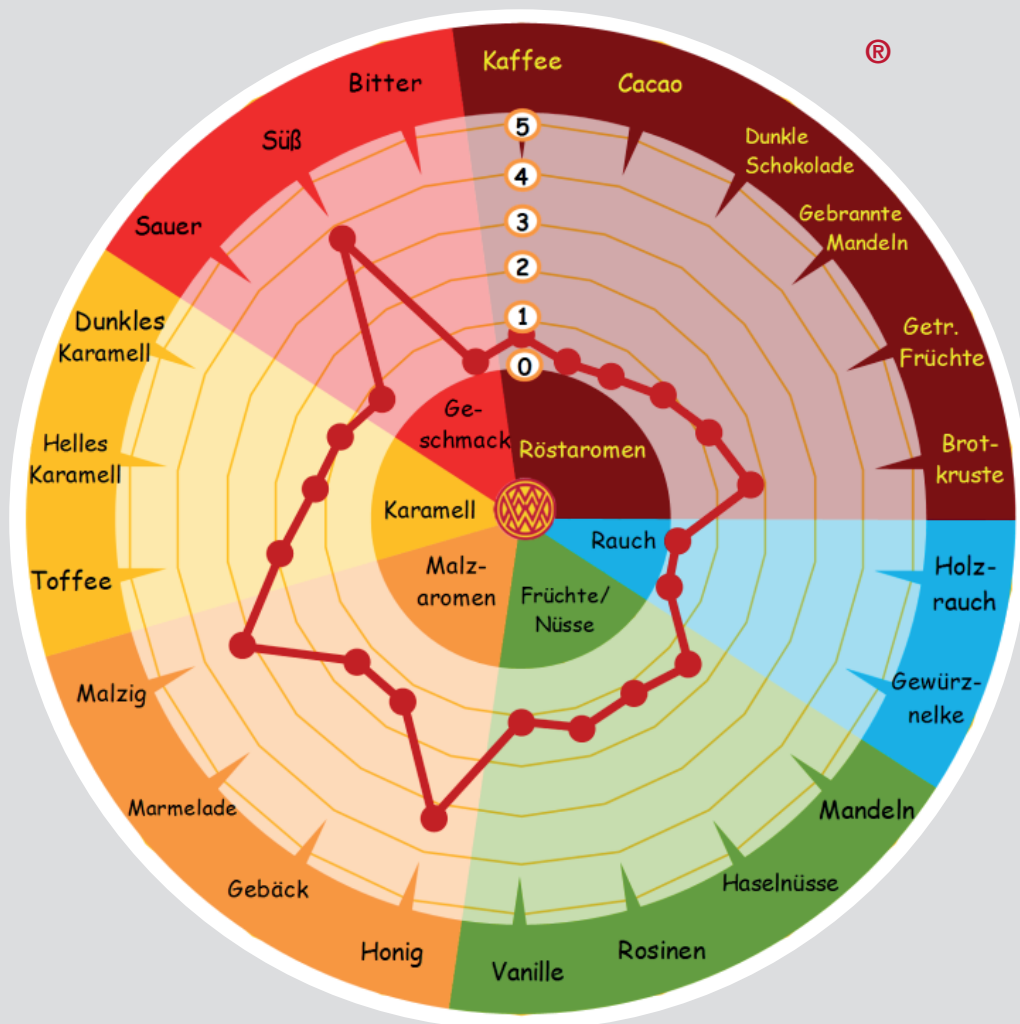 ®
Kaffee
Cacao
Dunkle
Schokolade
Gebrannte
Mandeln
Getr.
Früchte
Brot-
kruste
Holz-
rauch
Gewürz-
nelke
Mandeln
Haselnüsse
Rosinen
Vanille
Honig
Gebäck
Marmelade
Malzig
Toffee
Helles
Karamell
Dunkles
Karamell
Sauer
Süß
Bitter
5
4
3
2
1
0
Ge-
schmack
Röstaromen
Karamell
Rauch
Malz-
aromen
Früchte/
Nüsse